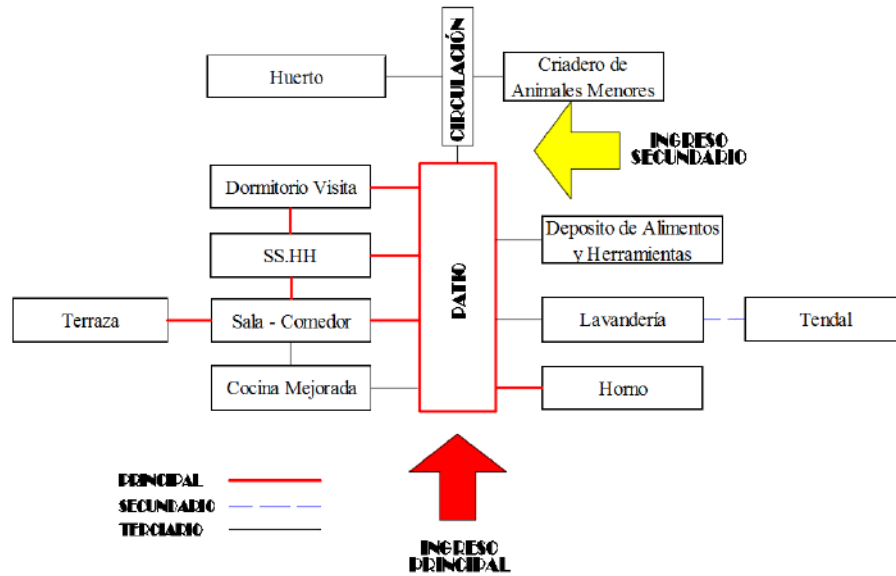 CIRCULACIÓN
Huerto
Criadero de
Animales Menores
INGRESO
SECUNDARIO
Dormitorio Visita
SS.HH
Deposito de Alimentos
y Herramientas
PATIO
Terraza
Sala - Comedor
Lavandería
Tendal
Cocina Mejorada
Horno
PRINCIPAL
SECUNDARIO
TERCIARIO
INGRESO
PRINCIPAL